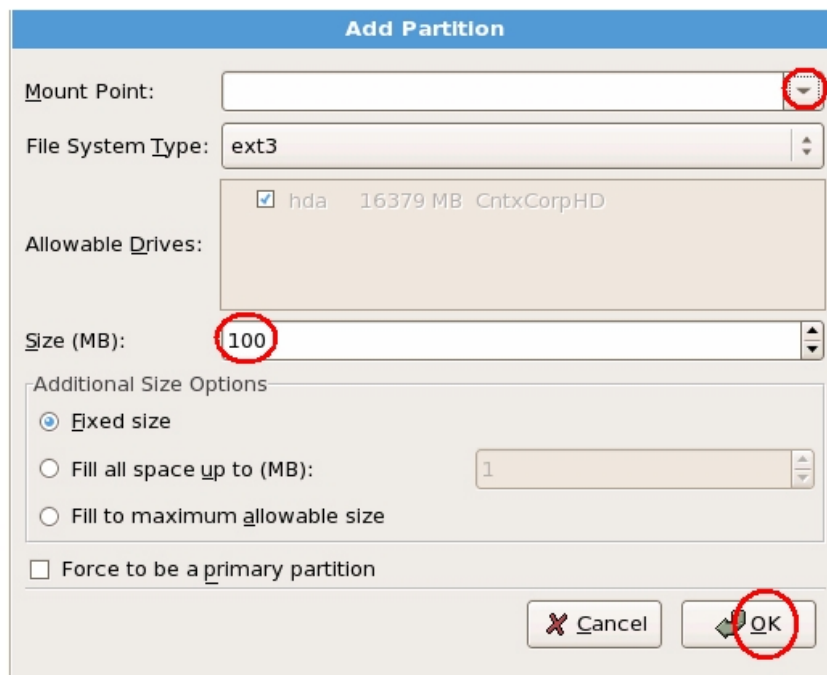 Add Partition
Mount Point:
File System Type: ext3
hda 16379 MB CntxCorpHD
Allowable Drives:
Size (MB): 100
Additional Size Options
Fixed size
Fill all space up to (MB): 1
Fill to maximum allowable size
Force to be a primary partition
Cancel OK